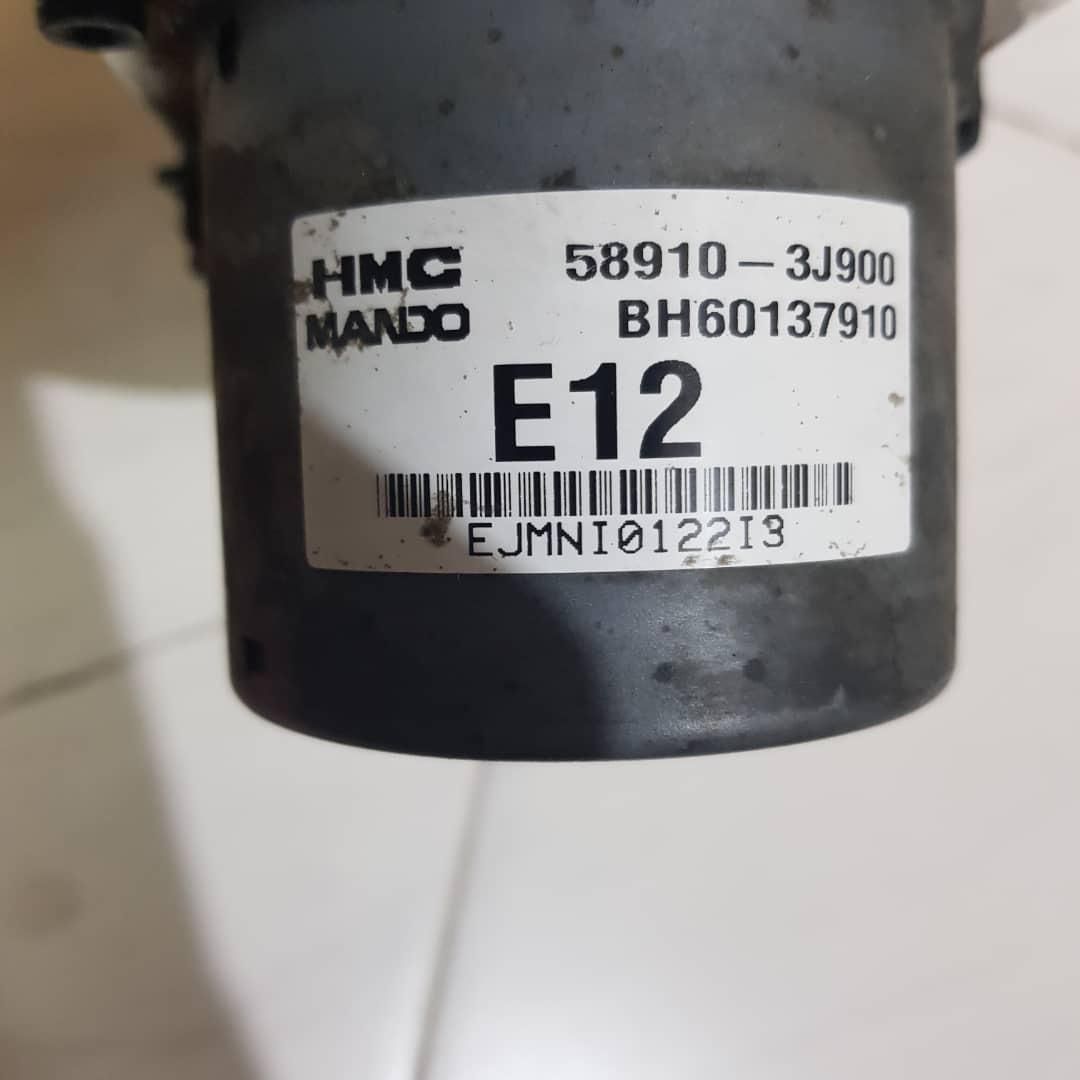 HMC 58910-3J900
MANDO BH60137910
E12
EJMNI0122I3